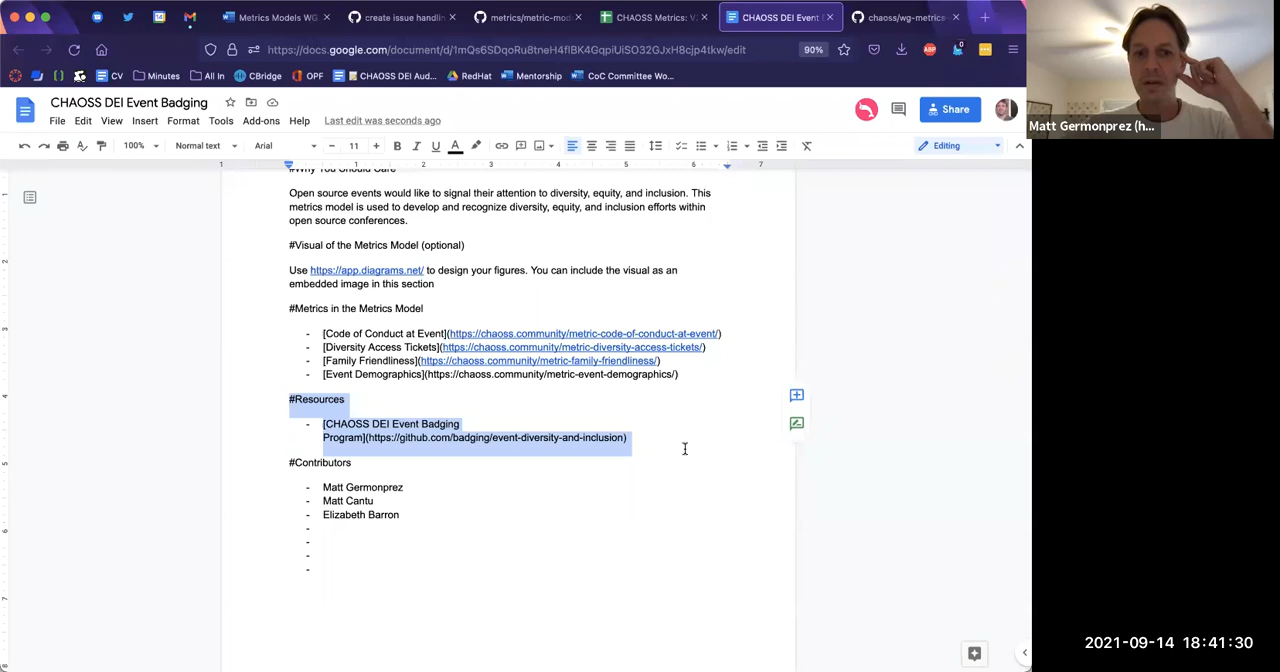 Metrics Models WG
create issue handlin
metrics/metric-mod
CHAOSS Metrics: V
CHAOSS DEI Event
chaoss/wg-metrics
https://docs.google.com/document/d/1mQs6SDqoRu8tneH4flBK4GqpiUiSO32GJxH8cjp4tkw/edit
90%
CV
Minutes
All In
CBridge
OPF
CHAOSS DEI Aud...
RedHat
Mentorship
CoC Committee Wo...
CHAOSS DEI Event Badging
File Edit View Insert Format Tools Add-ons Help Last edit was seconds ago
Share
100% Normal text Arial 11 Editing
#Why You Should Care
Open source events would like to signal their attention to diversity, equity, and inclusion. This
metrics model is used to develop and recognize diversity, equity, and inclusion efforts within
open source conferences.
#Visual of the Metrics Model (optional)
Use https://app.diagrams.net/ to design your figures. You can include the visual as an
embedded image in this section
#Metrics in the Metrics Model
- [Code of Conduct at Event](https://chaoss.community/metric-code-of-conduct-at-event/)
- [Diversity Access Tickets](https://chaoss.community/metric-diversity-access-tickets/)
- [Family Friendliness](https://chaoss.community/metric-family-friendliness/)
- [Event Demographics](https://chaoss.community/metric-event-demographics/)
#Resources
- [CHAOSS DEI Event Badging
Program](https://github.com/badging/event-diversity-and-inclusion)
#Contributors
- Matt Germonprez
- Matt Cantu
- Elizabeth Barron
-
-
-
-
Matt Germonprez (h...
2021-09-14 18:41:30